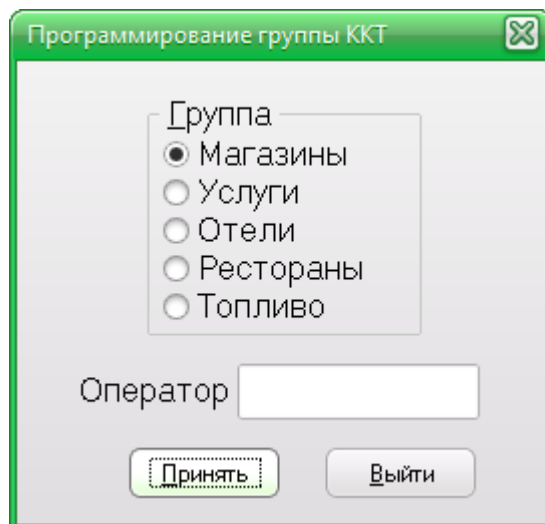 Программирование группы ККТ
Группа
Магазины
Услуги
Отели
Рестораны
Топливо
Оператор
Принять Выйти